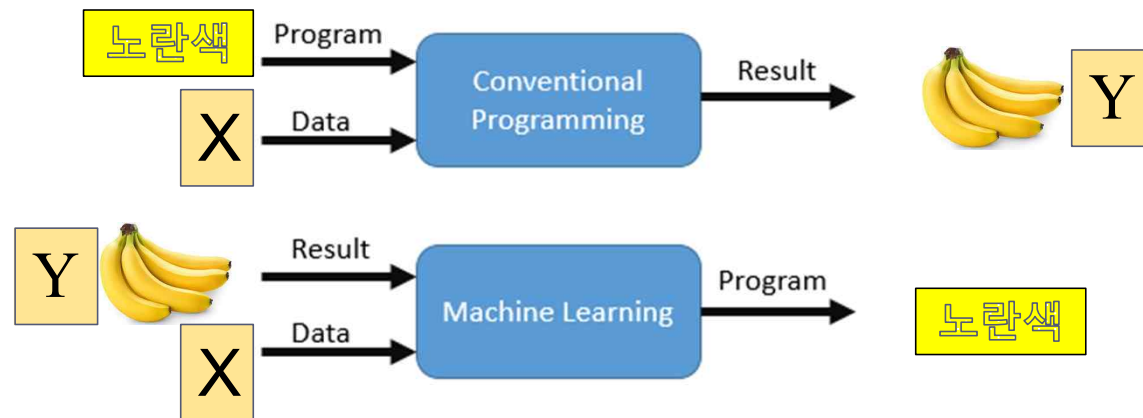 노란색
Program
X
Data
Conventional
Programming
Result
Y
Y
Result
X
Data
Machine Learning
Program
노란색